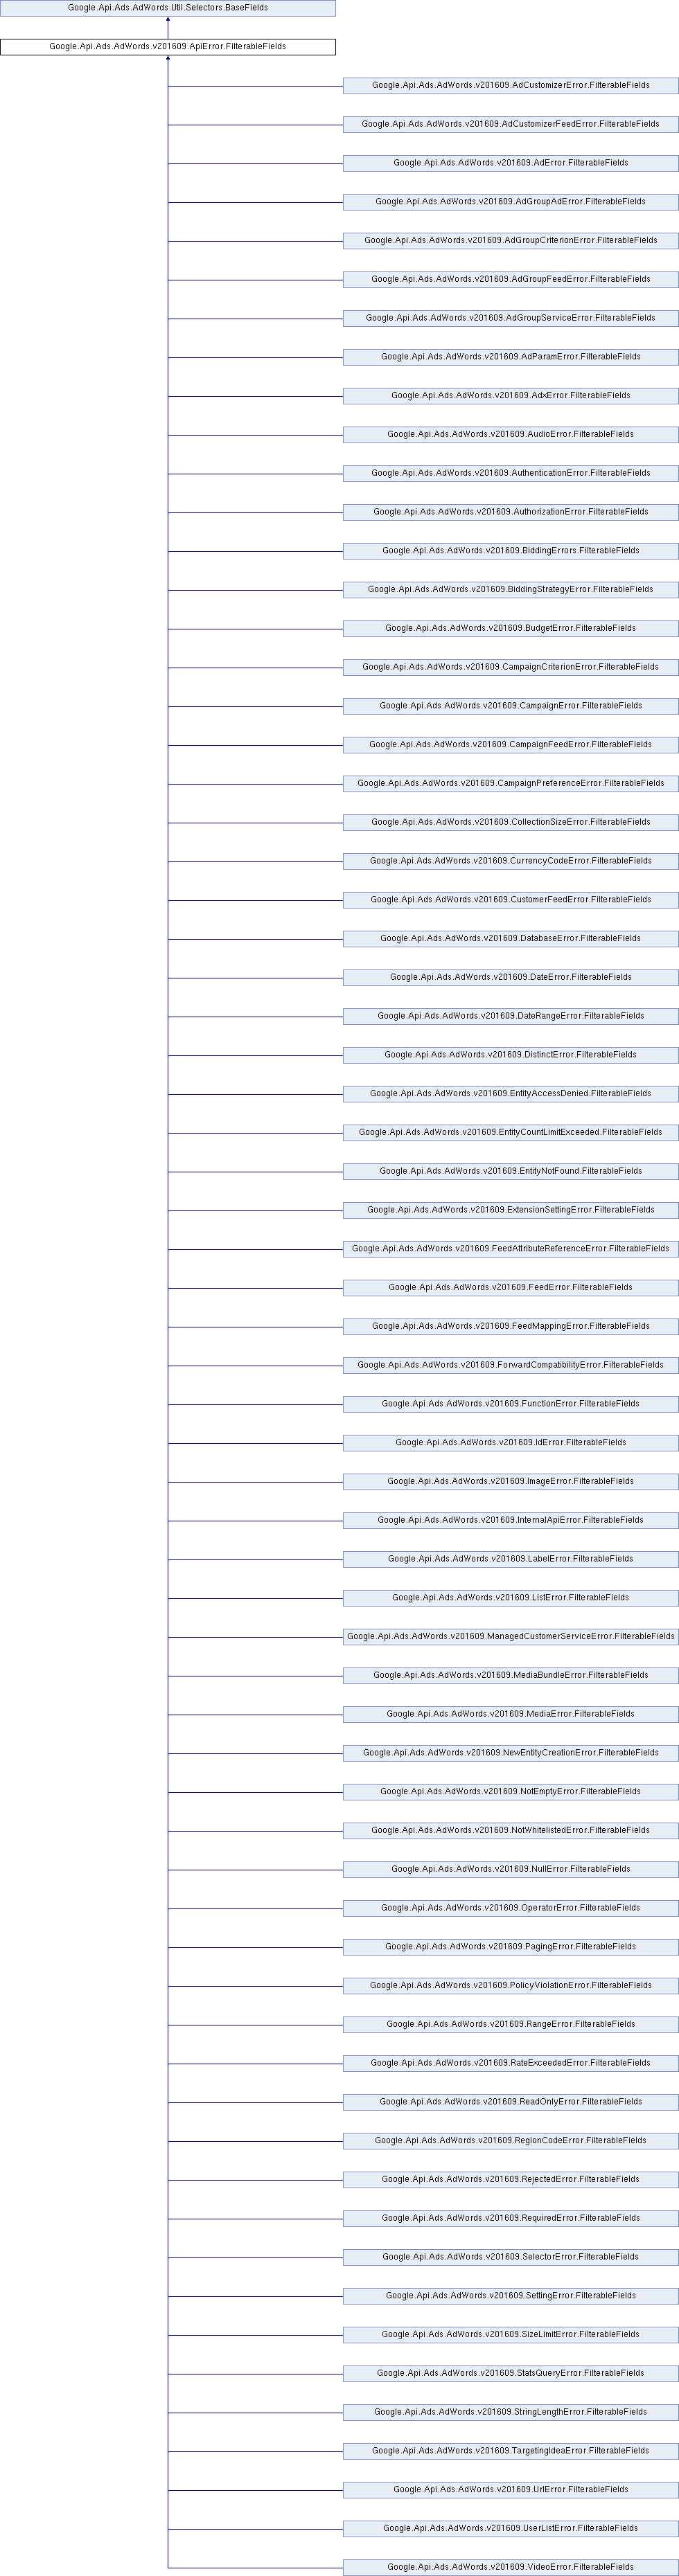 Google.Api.Ads.AdWords.Util.Selectors.BaseFields
Google.Api.Ads.AdWords.v201609.ApiError.FilterableFields
Google.Api.Ads.AdWords.v201609.AdCustomizerError.FilterableFields
Google.Api.Ads.AdWords.v201609.AdCustomizerFeedError.FilterableFields
Google.Api.Ads.AdWords.v201609.AdError.FilterableFields
Google.Api.Ads.AdWords.v201609.AdGroupAdError.FilterableFields
Google.Api.Ads.AdWords.v201609.AdGroupCriterionError.FilterableFields
Google.Api.Ads.AdWords.v201609.AdGroupFeedError.FilterableFields
Google.Api.Ads.AdWords.v201609.AdGroupServiceError.FilterableFields
Google.Api.Ads.AdWords.v201609.AdParamError.FilterableFields
Google.Api.Ads.AdWords.v201609.AdxError.FilterableFields
Google.Api.Ads.AdWords.v201609.AudioError.FilterableFields
Google.Api.Ads.AdWords.v201609.AuthenticationError.FilterableFields
Google.Api.Ads.AdWords.v201609.AuthorizationError.FilterableFields
Google.Api.Ads.AdWords.v201609.BiddingErrors.FilterableFields
Google.Api.Ads.AdWords.v201609.BiddingStrategyError.FilterableFields
Google.Api.Ads.AdWords.v201609.BudgetError.FilterableFields
Google.Api.Ads.AdWords.v201609.CampaignCriterionError.FilterableFields
Google.Api.Ads.AdWords.v201609.CampaignError.FilterableFields
Google.Api.Ads.AdWords.v201609.CampaignFeedError.FilterableFields
Google.Api.Ads.AdWords.v201609.CampaignPreferenceError.FilterableFields
Google.Api.Ads.AdWords.v201609.CollectionSizeError.FilterableFields
Google.Api.Ads.AdWords.v201609.CurrencyCodeError.FilterableFields
Google.Api.Ads.AdWords.v201609.CustomerFeedError.FilterableFields
Google.Api.Ads.AdWords.v201609.DatabaseError.FilterableFields
Google.Api.Ads.AdWords.v201609.DateError.FilterableFields
Google.Api.Ads.AdWords.v201609.DateRangeError.FilterableFields
Google.Api.Ads.AdWords.v201609.DistinctError.FilterableFields
Google.Api.Ads.AdWords.v201609.EntityAccessDenied.FilterableFields
Google.Api.Ads.AdWords.v201609.EntityCountLimitExceeded.FilterableFields
Google.Api.Ads.AdWords.v201609.EntityNotFound.FilterableFields
Google.Api.Ads.AdWords.v201609.ExtensionSettingError.FilterableFields
Google.Api.Ads.AdWords.v201609.FeedAttributeReferenceError.FilterableFields
Google.Api.Ads.AdWords.v201609.FeedError.FilterableFields
Google.Api.Ads.AdWords.v201609.FeedMappingError.FilterableFields
Google.Api.Ads.AdWords.v201609.ForwardCompatibilityError.FilterableFields
Google.Api.Ads.AdWords.v201609.FunctionError.FilterableFields
Google.Api.Ads.AdWords.v201609.IdError.FilterableFields
Google.Api.Ads.AdWords.v201609.ImageError.FilterableFields
Google.Api.Ads.AdWords.v201609.InternalApiError.FilterableFields
Google.Api.Ads.AdWords.v201609.LabelError.FilterableFields
Google.Api.Ads.AdWords.v201609.ListError.FilterableFields
Google.Api.Ads.AdWords.v201609.ManagedCustomerServiceError.FilterableFields
Google.Api.Ads.AdWords.v201609.MediaBundleError.FilterableFields
Google.Api.Ads.AdWords.v201609.MediaError.FilterableFields
Google.Api.Ads.AdWords.v201609.NewEntityCreationError.FilterableFields
Google.Api.Ads.AdWords.v201609.NotEmptyError.FilterableFields
Google.Api.Ads.AdWords.v201609.NotWhitelistedError.FilterableFields
Google.Api.Ads.AdWords.v201609.NullError.FilterableFields
Google.Api.Ads.AdWords.v201609.OperatorError.FilterableFields
Google.Api.Ads.AdWords.v201609.PagingError.FilterableFields
Google.Api.Ads.AdWords.v201609.PolicyViolationError.FilterableFields
Google.Api.Ads.AdWords.v201609.RangeError.FilterableFields
Google.Api.Ads.AdWords.v201609.RateExceededError.FilterableFields
Google.Api.Ads.AdWords.v201609.ReadOnlyError.FilterableFields
Google.Api.Ads.AdWords.v201609.RegionCodeError.FilterableFields
Google.Api.Ads.AdWords.v201609.RejectedError.FilterableFields
Google.Api.Ads.AdWords.v201609.RequiredError.FilterableFields
Google.Api.Ads.AdWords.v201609.SelectorError.FilterableFields
Google.Api.Ads.AdWords.v201609.SettingError.FilterableFields
Google.Api.Ads.AdWords.v201609.SizeLimitError.FilterableFields
Google.Api.Ads.AdWords.v201609.StatsQueryError.FilterableFields
Google.Api.Ads.AdWords.v201609.StringLengthError.FilterableFields
Google.Api.Ads.AdWords.v201609.TargetingIdeaError.FilterableFields
Google.Api.Ads.AdWords.v201609.UrlError.FilterableFields
Google.Api.Ads.AdWords.v201609.UserListError.FilterableFields
Google.Api.Ads.AdWords.v201609.VideoError.FilterableFields